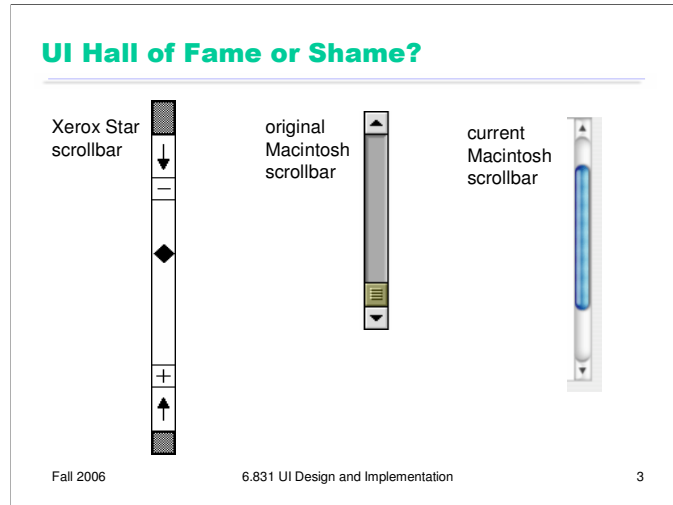 UI Hall of Fame or Shame?
Xerox Star
scrollbar
original
Macintosh
scrollbar
current
Macintosh
scrollbar
−
+
Fall 2006
6.831 UI Design and Implementation
3